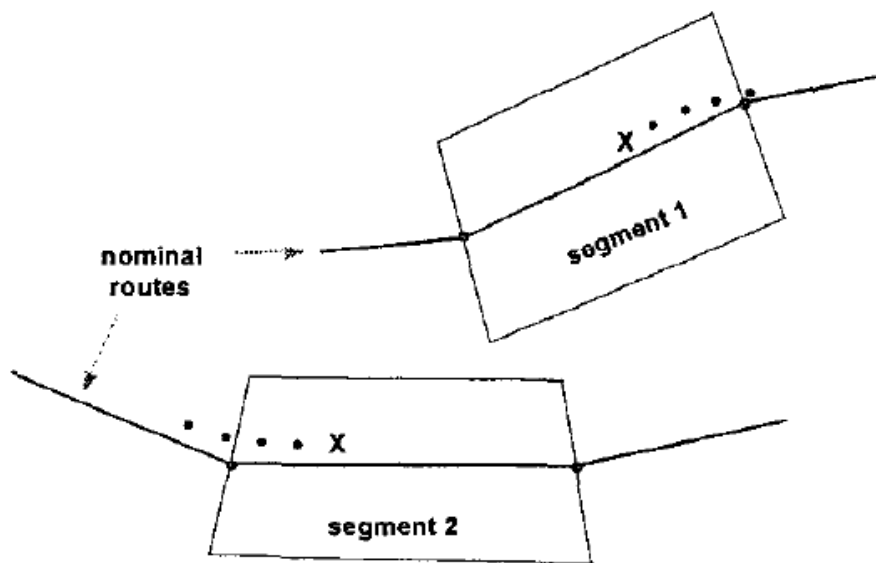 X
segment 1
nominal
routes
X
segment 2